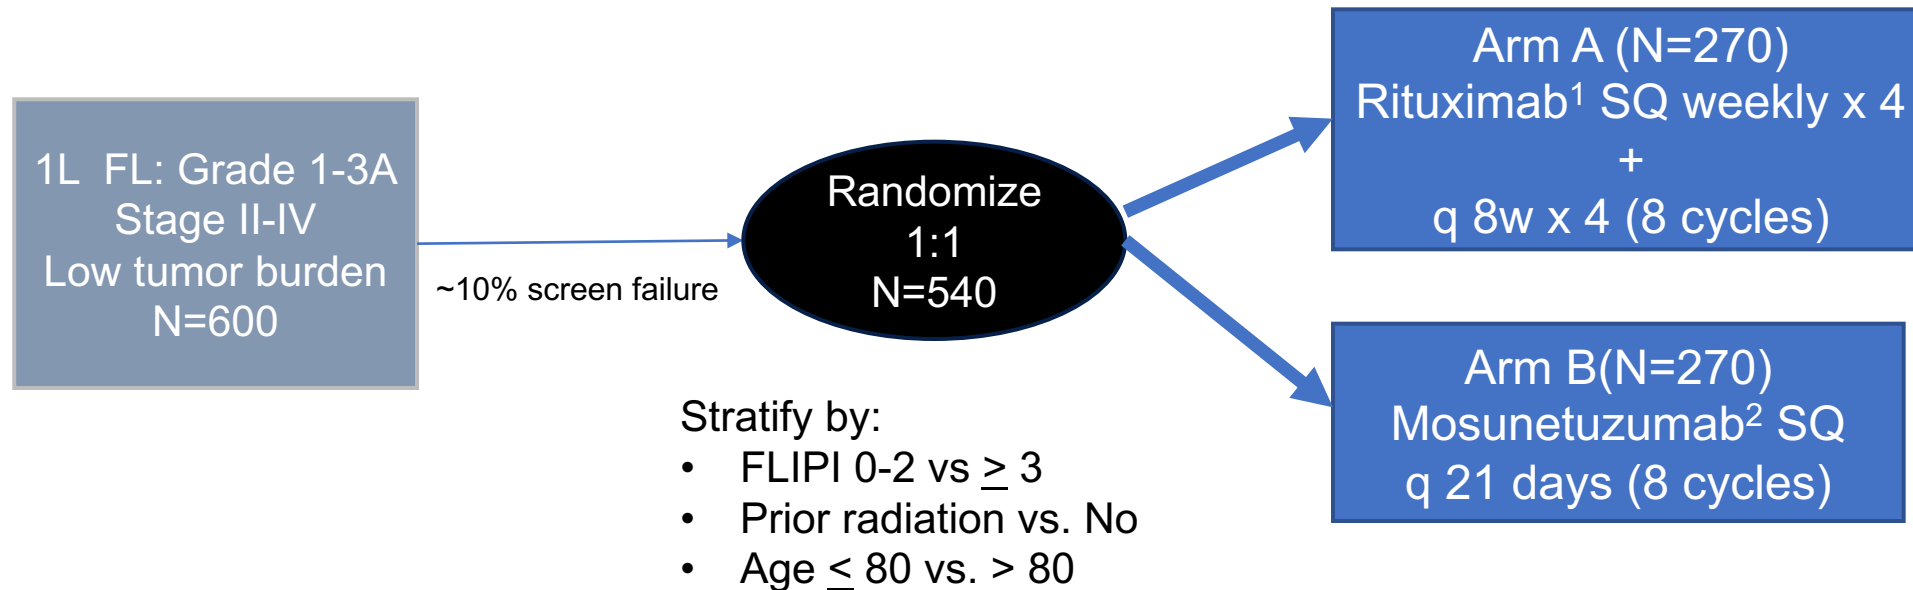 1L  FL: Grade 1-3A
Stage II-IV
Low tumor burden
N=600
~10% screen failure
Randomize
1:1
N=540
Stratify by:
• FLIPI 0-2 vs ≥ 3
• Prior radiation vs. No
• Age ≤ 80 vs. > 80
Arm A (N=270)
Rituximab¹ SQ weekly x 4
+
q 8w x 4 (8 cycles)
Arm B(N=270)
Mosunetuzumab² SQ
q 21 days (8 cycles)